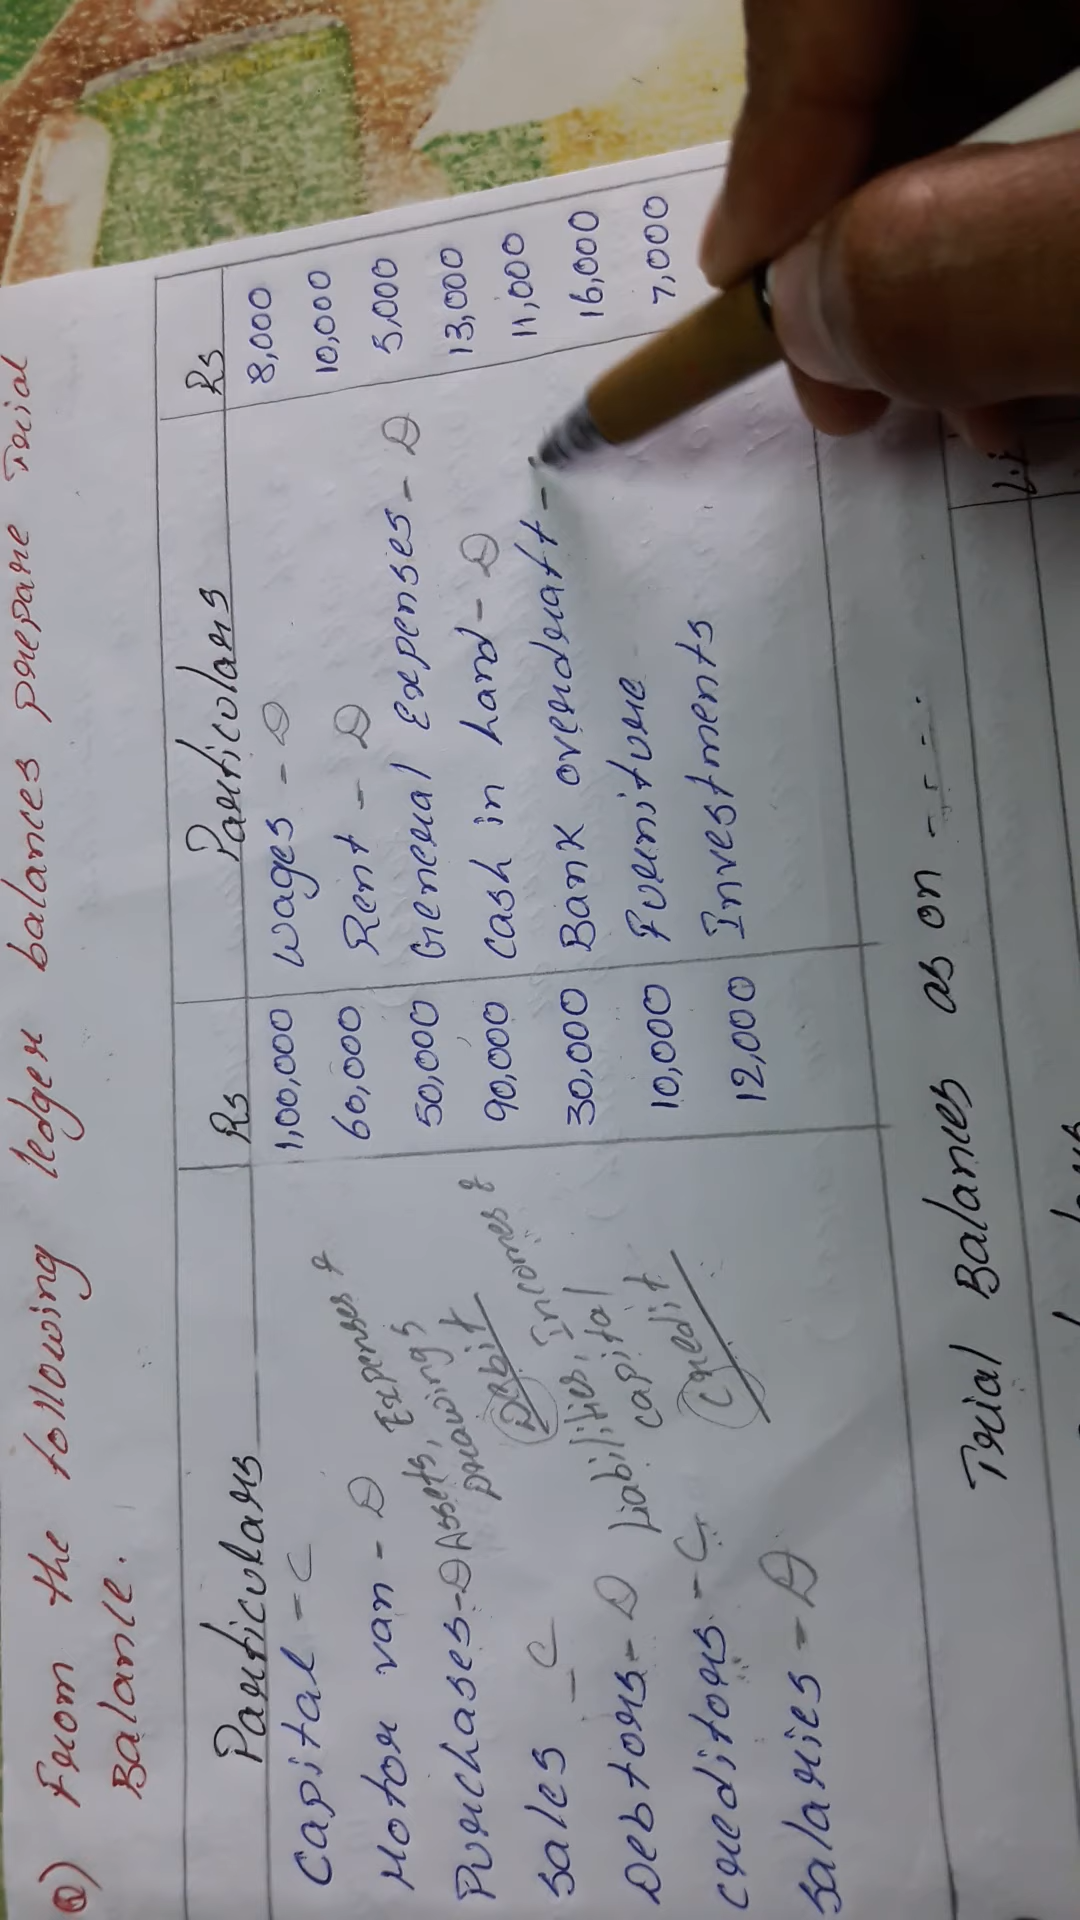 Q) From the following ledger balances prepare Trial
Balance.
Particulars Rs Particulars Rs
Capital - C 1,00,000 Wages - D 8,000
Motor van - D 60,000 Rent - D 10,000
Purchases - D 50,000 General Expenses - D 5,000
Sales - C 90,000 Cash in hand - D 13,000
Debtors - D 30,000 Bank overdraft - 11,000
Creditors - C 10,000 Furniture 16,000
Salaries - D 12,000 Investments 7,000
Assets, Expenses &
Drawings
Debit
Liabilities, Incomes &
capital
Credit
Trial Balances as on